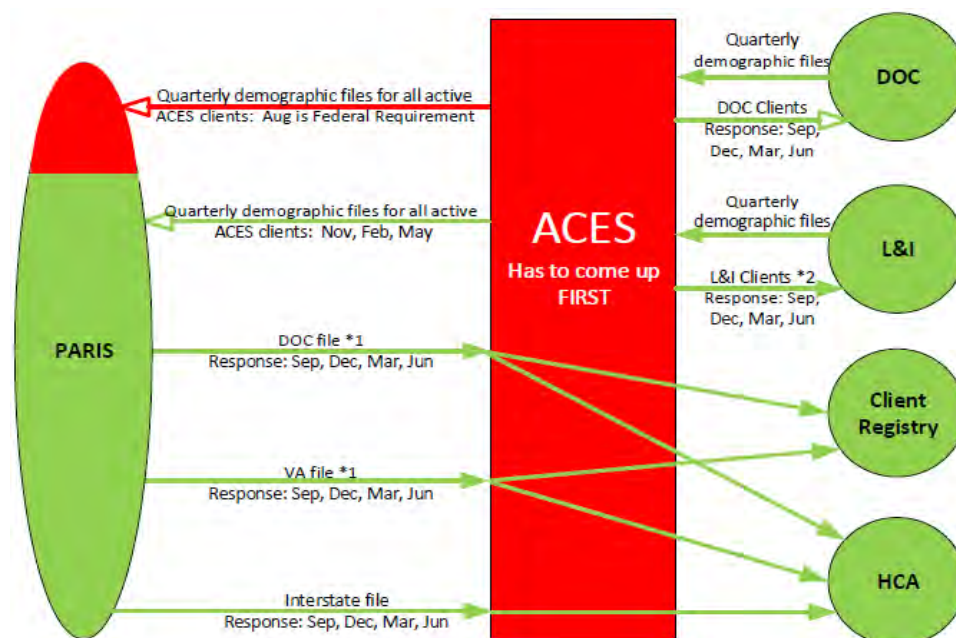 Quarterly demographic files for all active
ACES clients: Aug is Federal Requirement
Quarterly demographic files for all active
ACES clients: Nov, Feb, May
PARIS
DOC file *1
Response: Sep, Dec, Mar, Jun
VA file *1
Response: Sep, Dec, Mar, Jun
Interstate file
Response: Sep, Dec, Mar, Jun
ACES
Has to come up
FIRST
Quarterly
demographic files
DOC
DOC Clients
Response: Sep,
Dec, Mar, Jun
Quarterly
demographic files
L&I
L&I Clients *2
Response: Sep,
Dec, Mar, Jun
Client
Registry
HCA